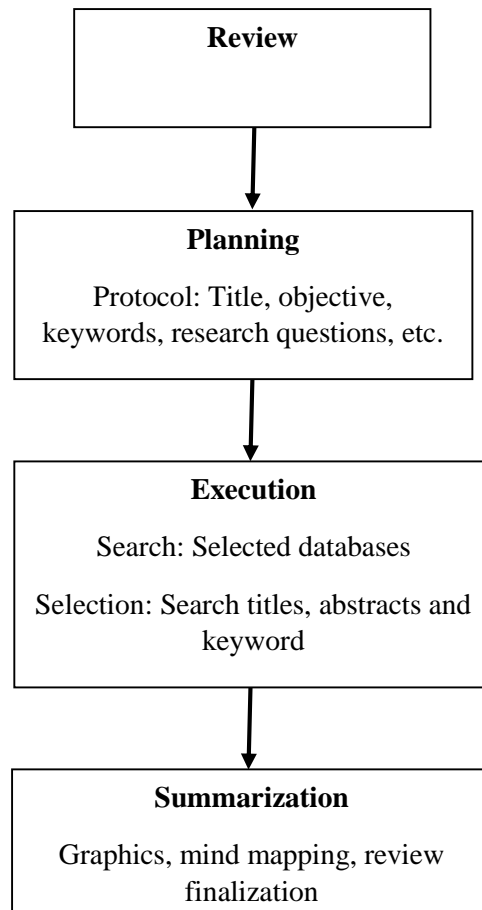 Review
Planning
Protocol: Title, objective,
keywords, research questions, etc.
Execution
Search: Selected databases
Selection: Search titles, abstracts and
keyword
Summarization
Graphics, mind mapping, review
finalization